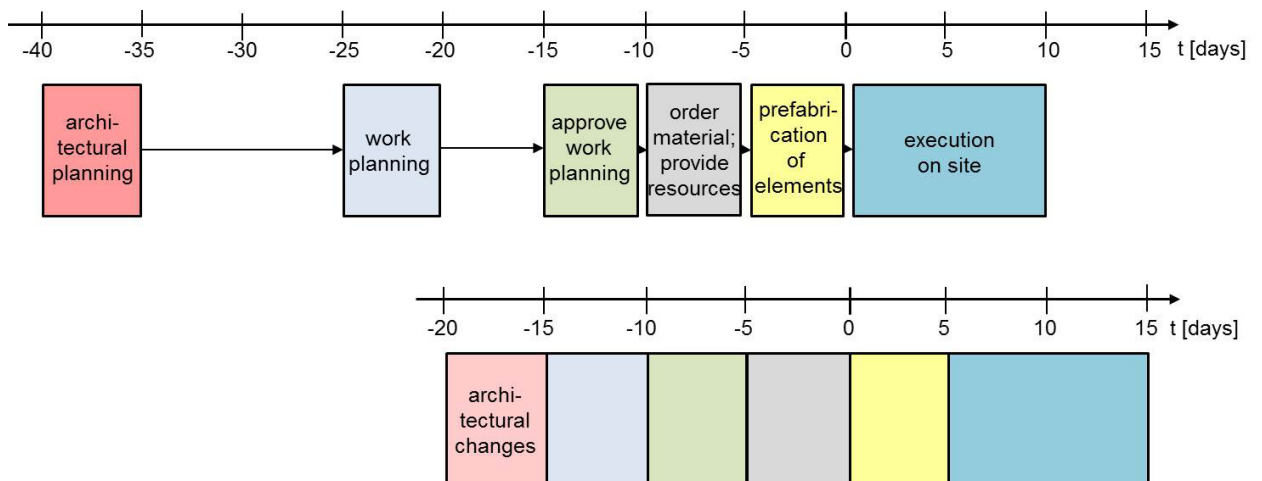 -40 -35 -30 -25 -20 -15 -10 -5 0 5 10 15 t [days]
archi-
tectural
planning
work
planning
approve
work
planning
order
material;
provide
resources
prefabri-
cation
of
elements
execution
on site
-20 -15 -10 -5 0 5 10 15 t [days]
archi-
tectural
changes